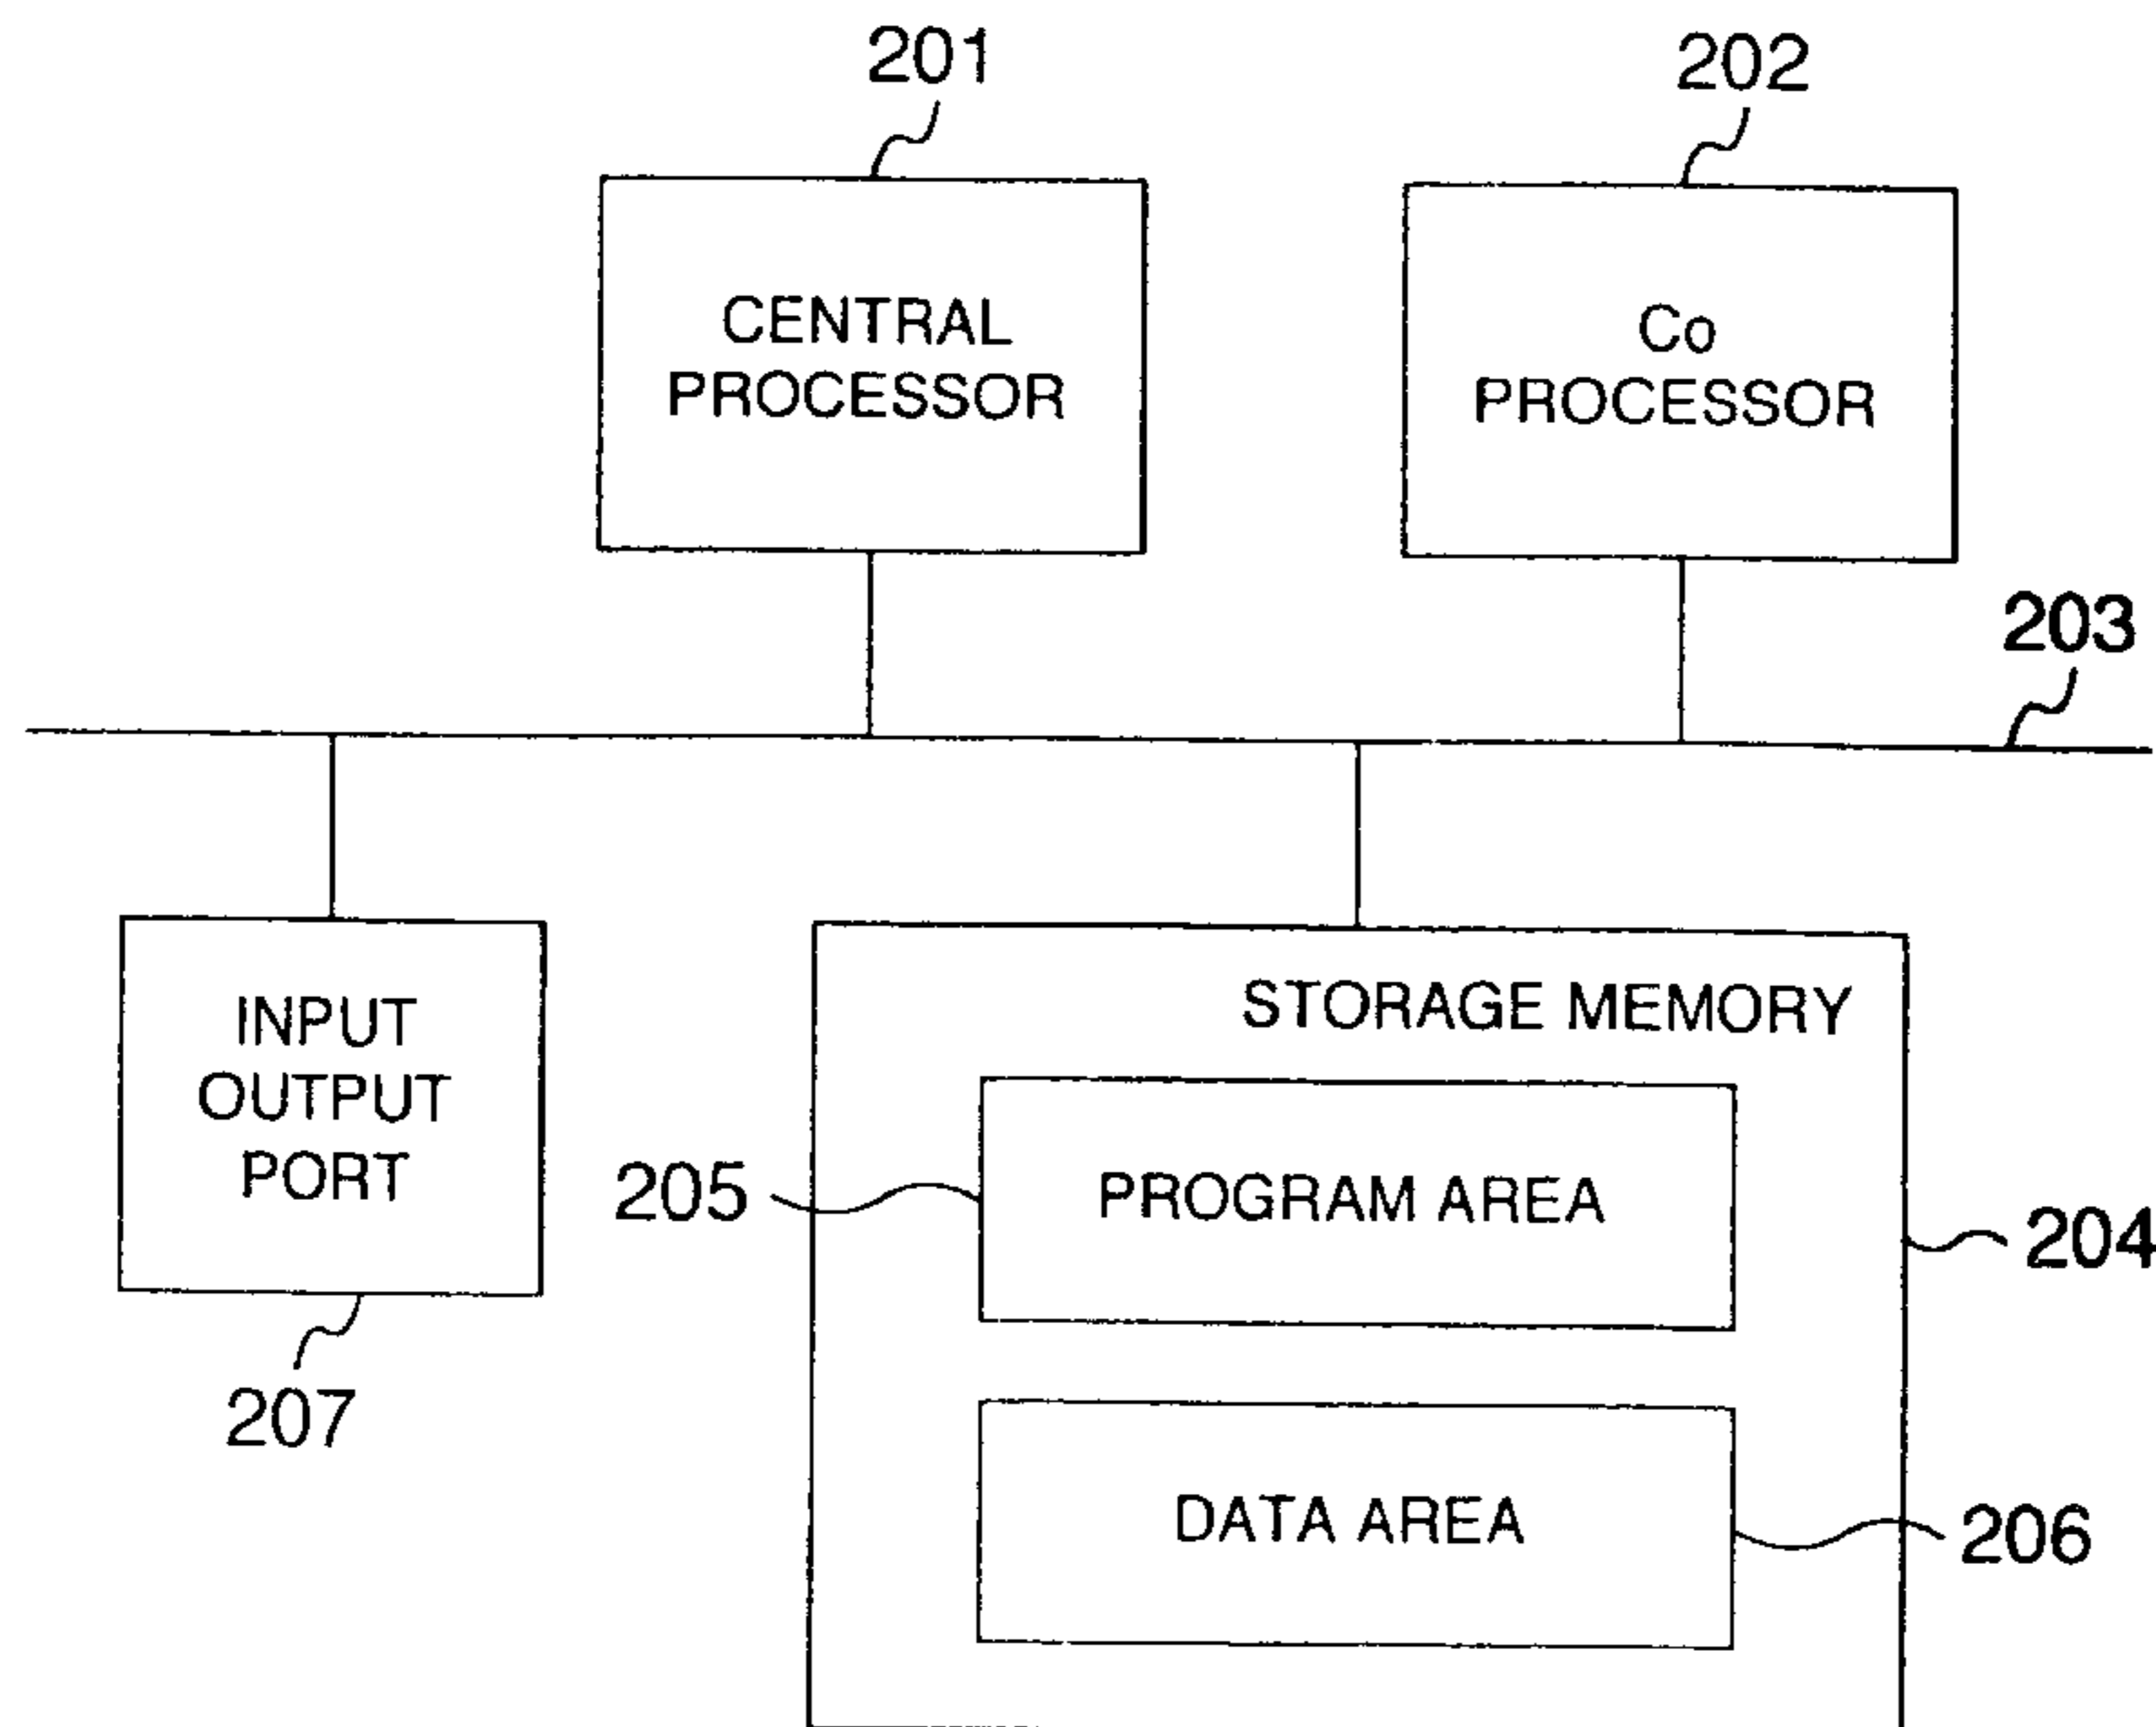 201
202
CENTRAL
PROCESSOR
Co
PROCESSOR
203
INPUT
OUTPUT
PORT
STORAGE MEMORY
205
PROGRAM AREA
204
207
DATA AREA
206